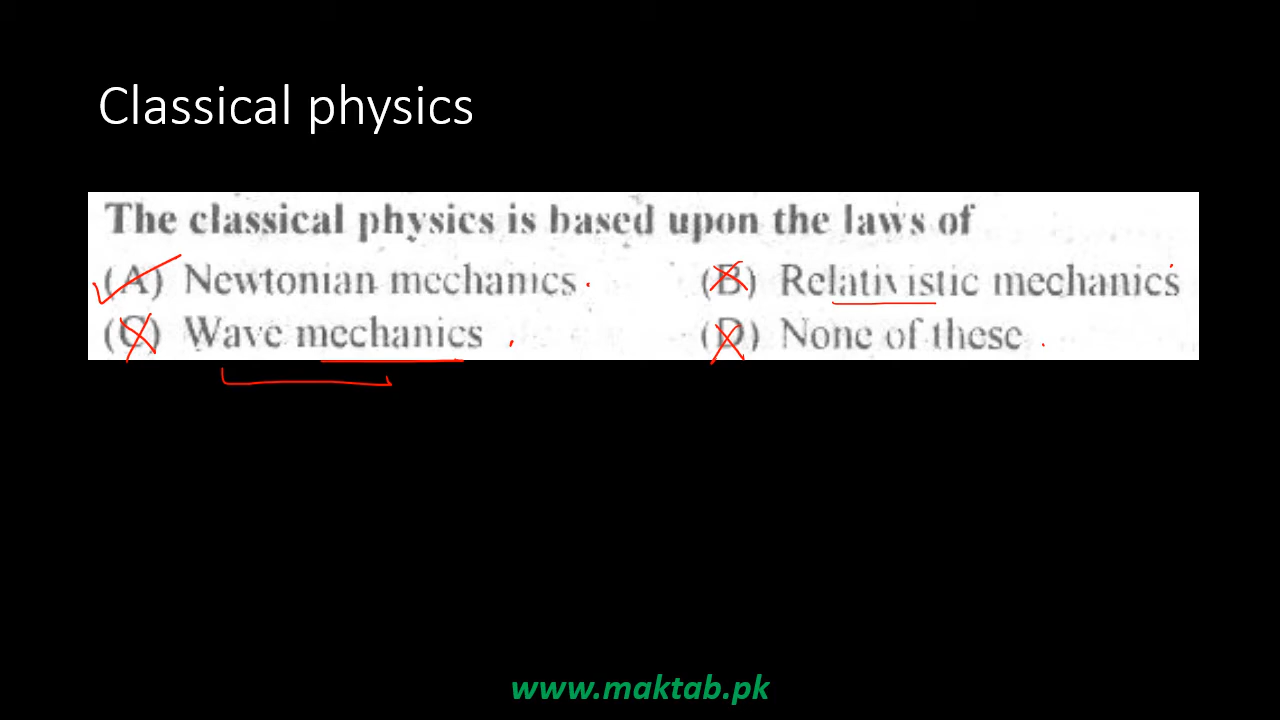 Classical physics
The classical physics is based upon the laws of
(A) Newtonian mechanics (B) Relativistic mechanics
(C) Wave mechanics (D) None of these
www.maktab.pk